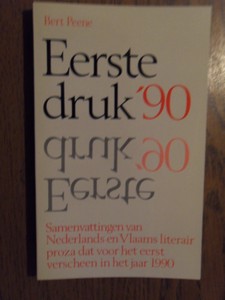 Bert Peene
Eerste
druk '90
druk '90
Eerste
Samenvattingen van
Nederlands en Vlaams literair
proza dat voor het eerst
verscheen in het jaar 1990